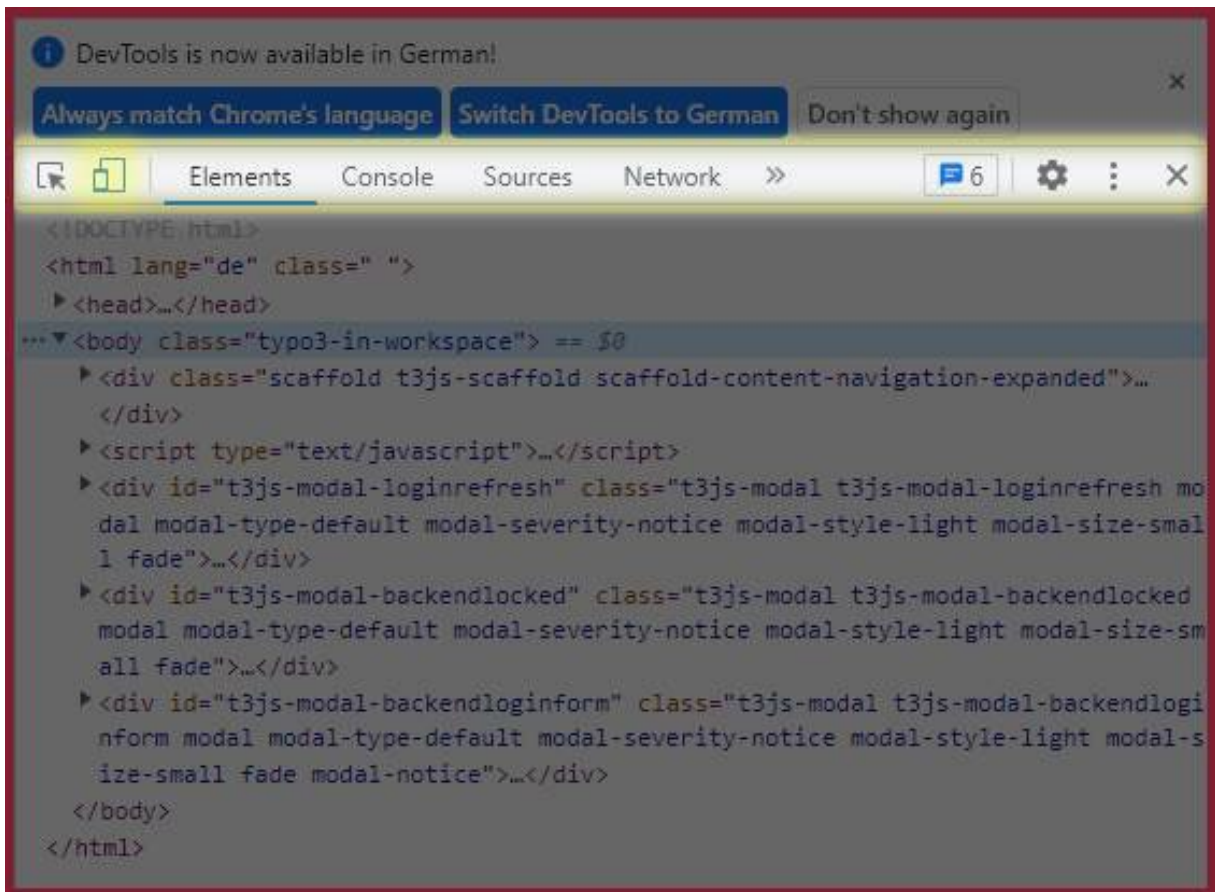 DevTools is now available in German!
Always match Chrome's language Switch DevTools to German Don't show again
Elements Console Sources Network 6
<!DOCTYPE html>
<html lang="de" class=" ">
<head>…</head>
<body class="typo3-in-workspace"> == $0
<div class="scaffold t3js-scaffold scaffold-content-navigation-expanded">…
</div>
<script type="text/javascript">…</script>
<div id="t3js-modal-loginrefresh" class="t3js-modal t3js-modal-loginrefresh mo
dal modal-type-default modal-severity-notice modal-style-light modal-size-smal
l fade">…</div>
<div id="t3js-modal-backendlocked" class="t3js-modal t3js-modal-backendlocked
modal modal-type-default modal-severity-notice modal-style-light modal-size-sm
all fade">…</div>
<div id="t3js-modal-backendloginform" class="t3js-modal t3js-modal-backendlogi
nform modal modal-type-default modal-severity-notice modal-style-light modal-s
ize-small fade modal-notice">…</div>
</body>
</html>